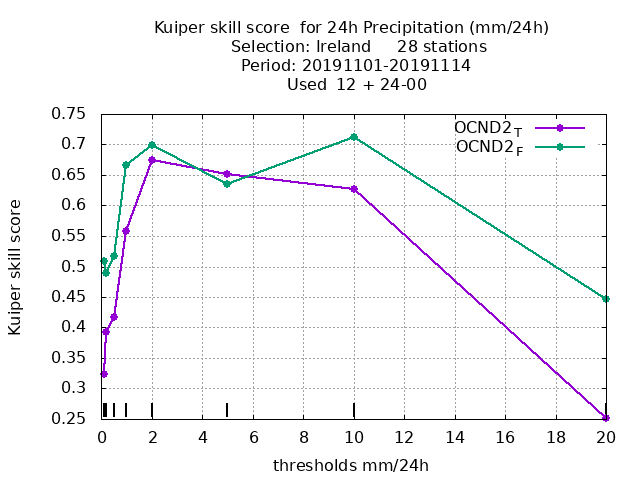 Kuiper skill score  for 24h Precipitation (mm/24h)
Selection: Ireland     28 stations
Period: 20191101-20191114
Used  12 + 24-00
OCND2T
OCND2F
Kuiper skill score
0.75
0.7
0.65
0.6
0.55
0.5
0.45
0.4
0.35
0.3
0.25
0 2 4 6 8 10 12 14 16 18 20
thresholds mm/24h